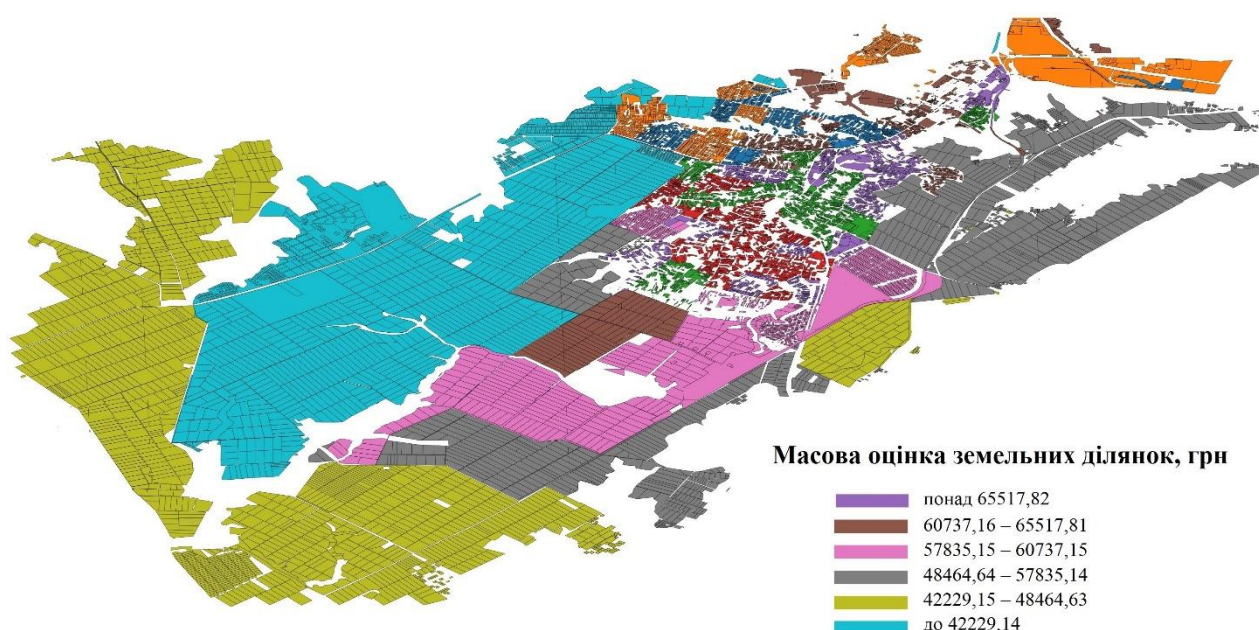 Масова оцінка земельних ділянок, грн
понад 65517,82
60737,16 – 65517,81
57835,15 – 60737,15
48464,64 – 57835,14
42229,15 – 48464,63
до 42229,14